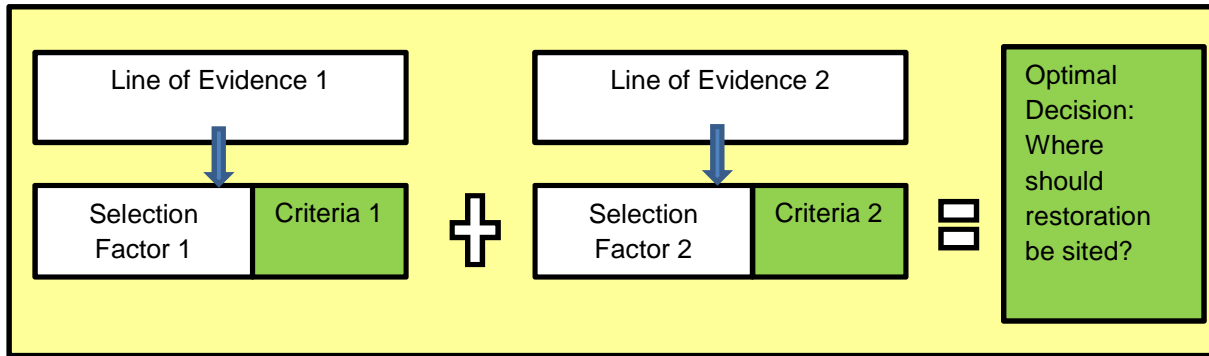 Line of Evidence 1
Line of Evidence 2
Selection
Factor 1
Criteria 1
Selection
Factor 2
Criteria 2
Optimal
Decision:
Where
should
restoration
be sited?